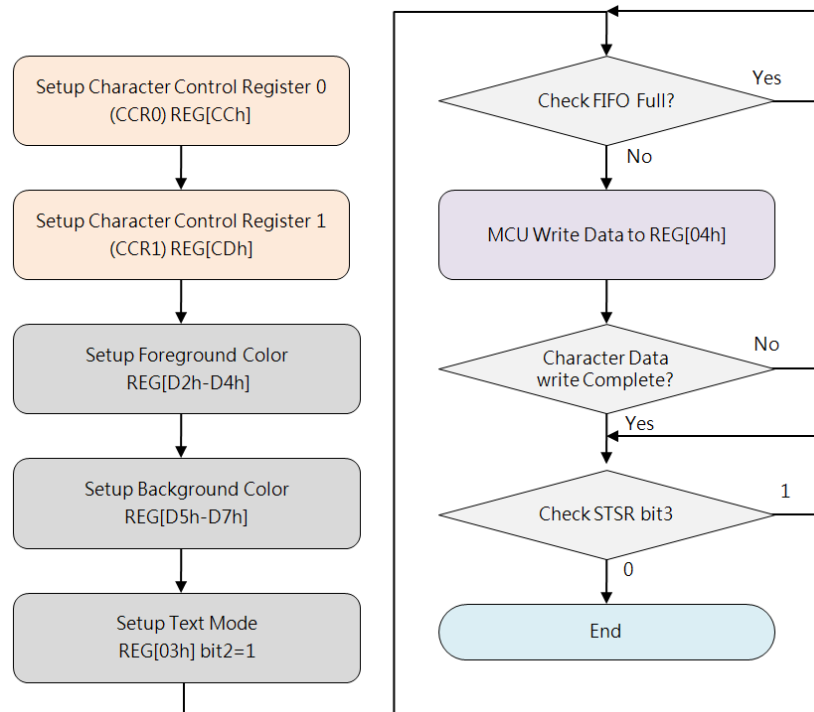 Setup Character Control Register 0
(CCR0) REG[CCh]
Setup Character Control Register 1
(CCR1) REG[CDh]
Setup Foreground Color
REG[D2h-D4h]
Setup Background Color
REG[D5h-D7h]
Setup Text Mode
REG[03h] bit2=1
Check FIFO Full?
Yes
No
MCU Write Data to REG[04h]
Character Data
write Complete?
No
Yes
Check STSR bit3
1
0
End